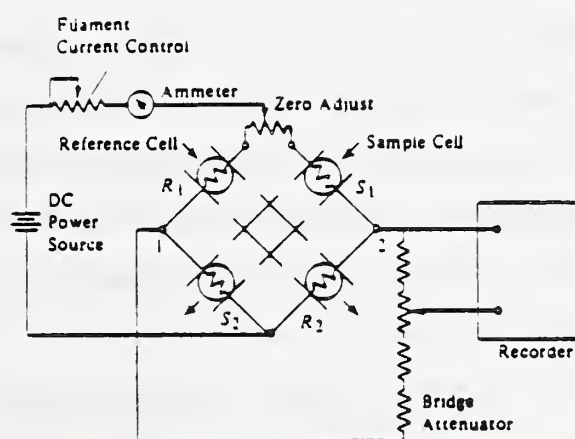 Filament
Current Control
Ammeter
Zero Adjust
Reference Cell
Sample Cell
R1
S1
DC
Power
Source
1
2
S2
R2
Recorder
Bridge
Attenuator